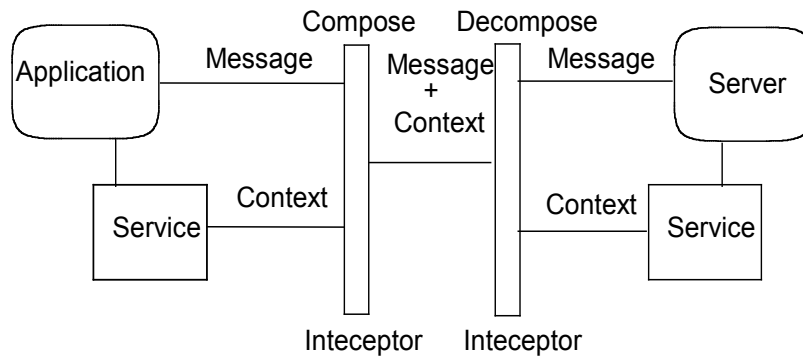 Compose
Decompose
Application
Message
Message
+
Context
Message
Server
Service
Context
Context
Service
Inteceptor
Inteceptor